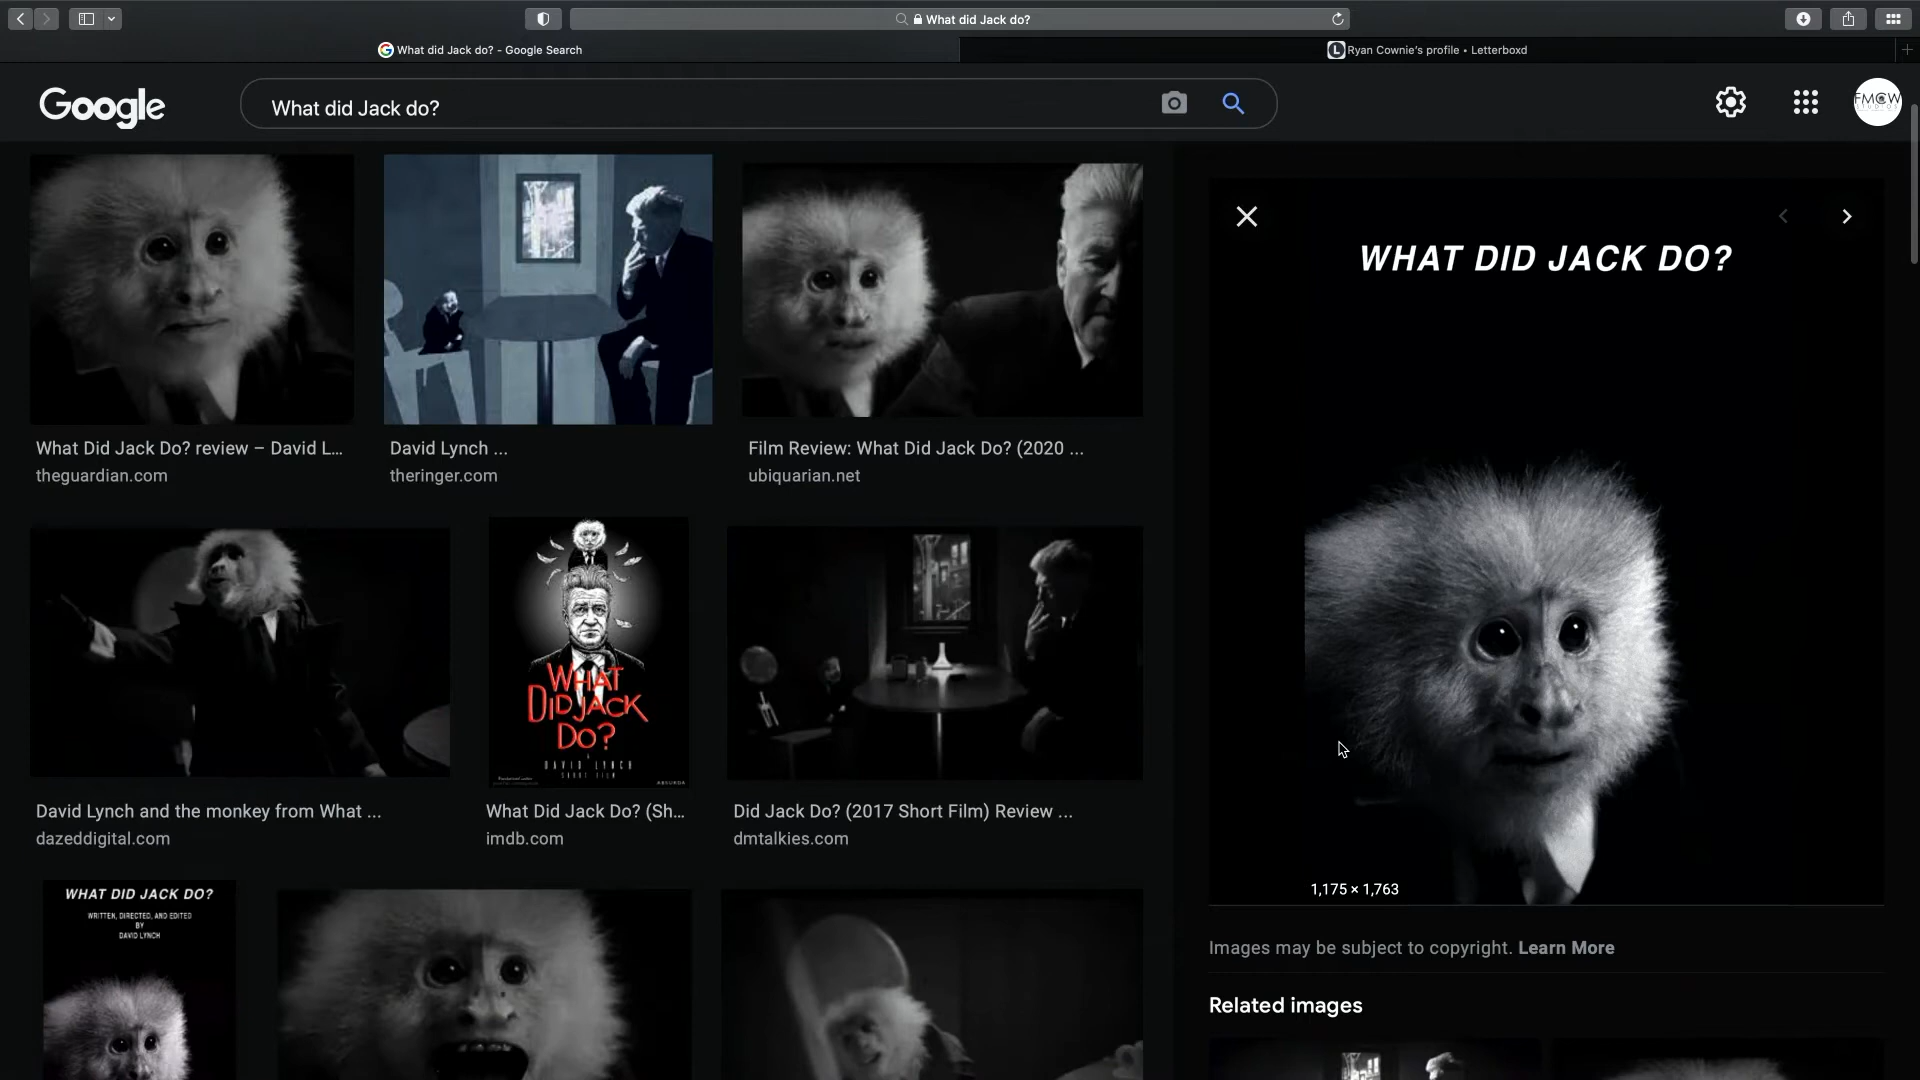 What did Jack do?
What did Jack do? - Google Search
Ryan Cownie's profile • Letterboxd
Google
What did Jack do?
FMCW
STUDIOS
WHAT DID JACK DO?
What Did Jack Do? review – David L...
theguardian.com
David Lynch ...
theringer.com
Film Review: What Did Jack Do? (2020 ...
ubiquarian.net
WHAT
DID JACK
DO?
A
DAVID LYNCH
SHORT FILM
ABSURDA
David Lynch and the monkey from What ...
dazeddigital.com
What Did Jack Do? (Sh...
imdb.com
Did Jack Do? (2017 Short Film) Review ...
dmtalkies.com
1,175 × 1,763
WHAT DID JACK DO?
WRITTEN, DIRECTED, AND EDITED
BY
DAVID LYNCH
Images may be subject to copyright. Learn More
Related images